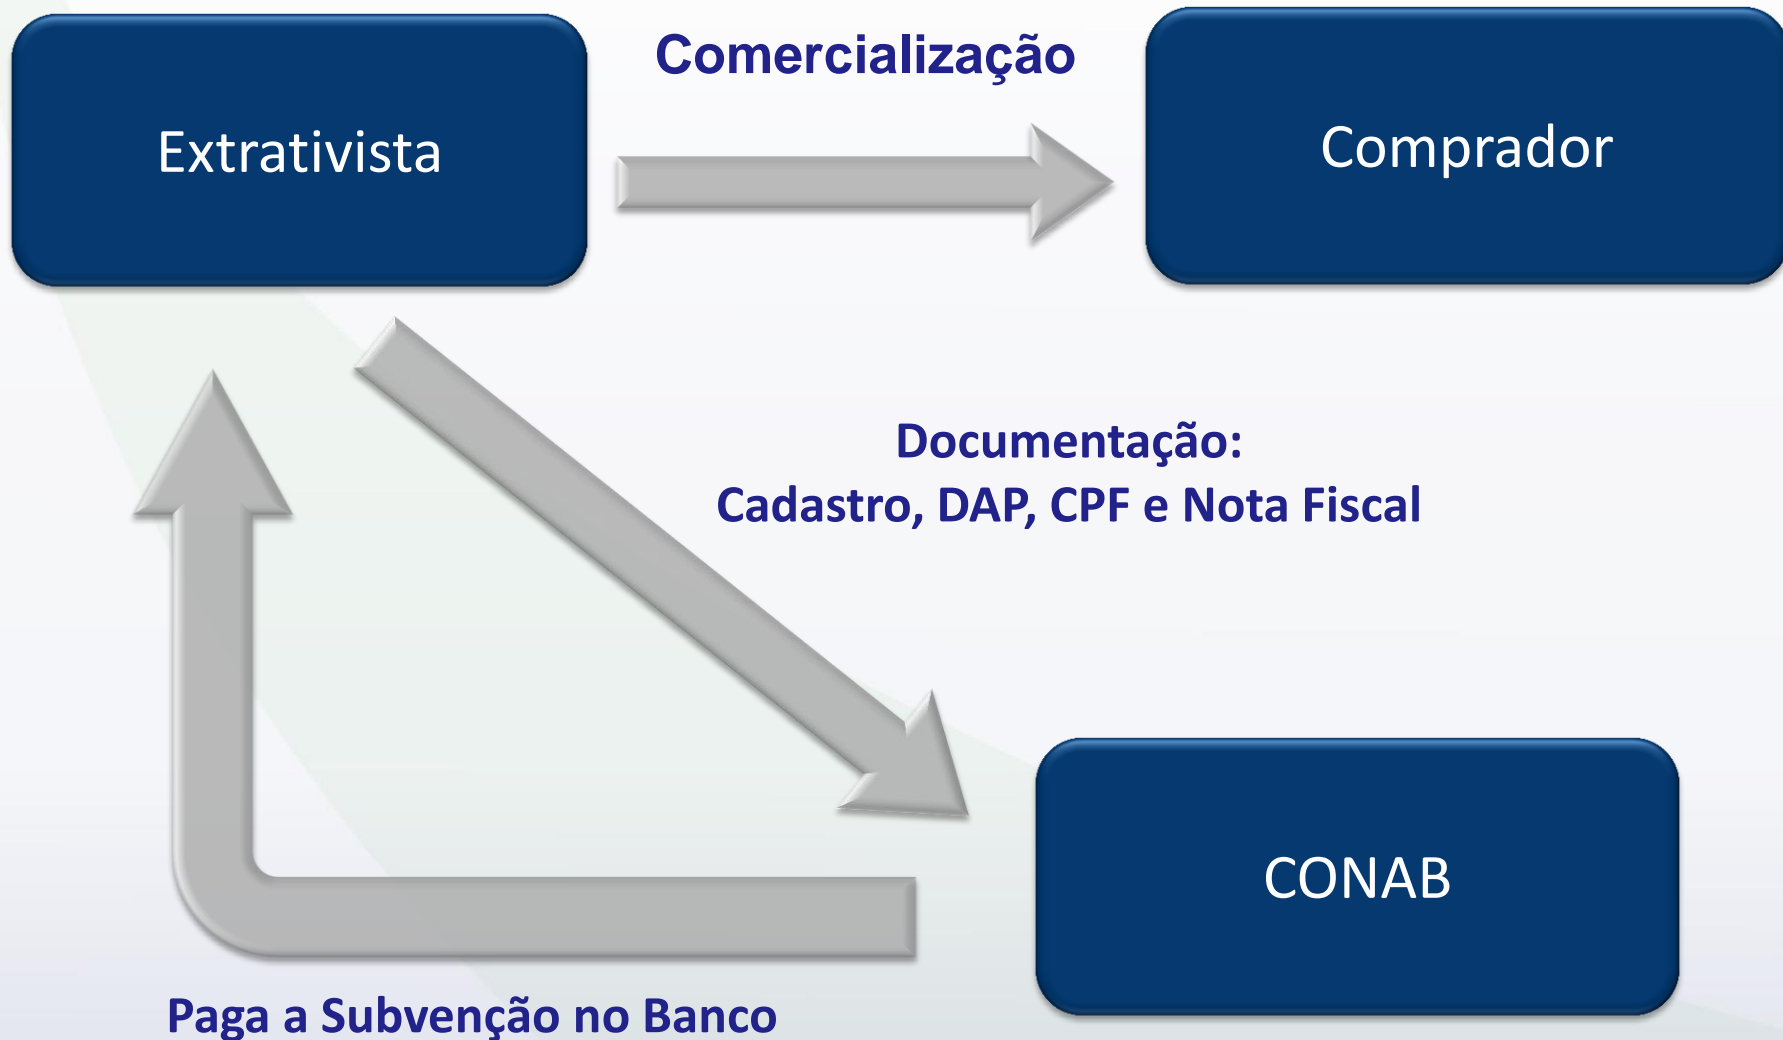 Comercialização
Extrativista
Comprador
Documentação:
Cadastro, DAP, CPF e Nota Fiscal
CONAB
Paga a Subvenção no Banco